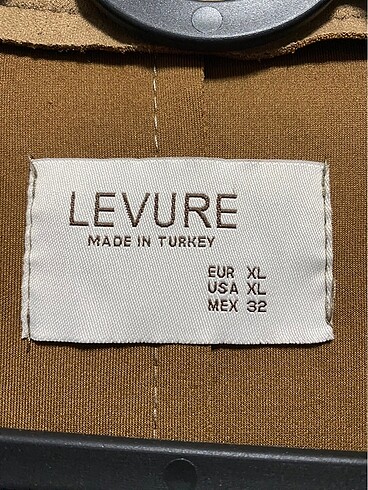 LEVURE
MADE IN TURKEY
EUR XL
USA XL
MEX 32